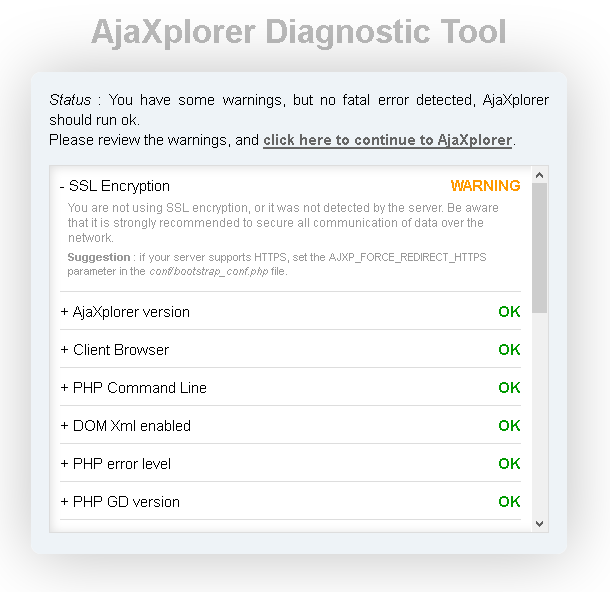 AjaXplorer Diagnostic Tool
Status : You have some warnings, but no fatal error detected, AjaXplorer
should run ok.
Please review the warnings, and click here to continue to AjaXplorer.
- SSL Encryption WARNING
You are not using SSL encryption, or it was not detected by the server. Be aware
that it is strongly recommended to secure all communication of data over the
network.
Suggestion : if your server supports HTTPS, set the AJXP_FORCE_REDIRECT_HTTPS
parameter in the conf/bootstrap_conf.php file.
+ AjaXplorer version OK
+ Client Browser OK
+ PHP Command Line OK
+ DOM Xml enabled OK
+ PHP error level OK
+ PHP GD version OK